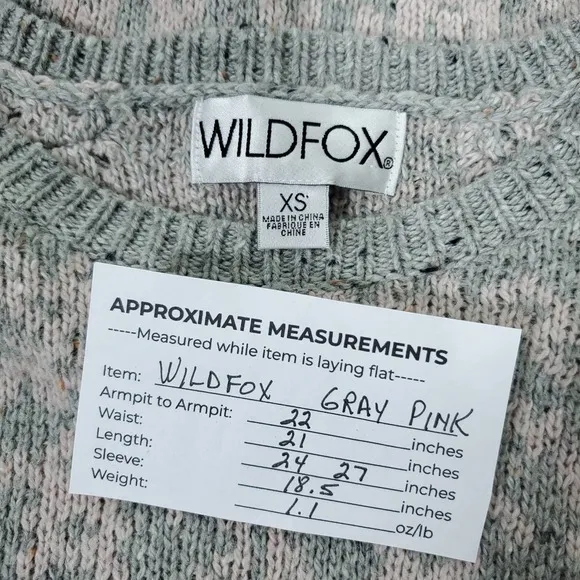 WILDFOX®
XS
MADE IN CHINA
FABRIQUE EN
CHINE
APPROXIMATE MEASUREMENTS
-----Measured while item is laying flat-----
Item: WILDFOX GRAY PINK
Armpit to Armpit: 22 inches
Waist: 21 inches
Length: 24 27 inches
Sleeve: 18.5 inches
Weight: 1.1 oz/lb